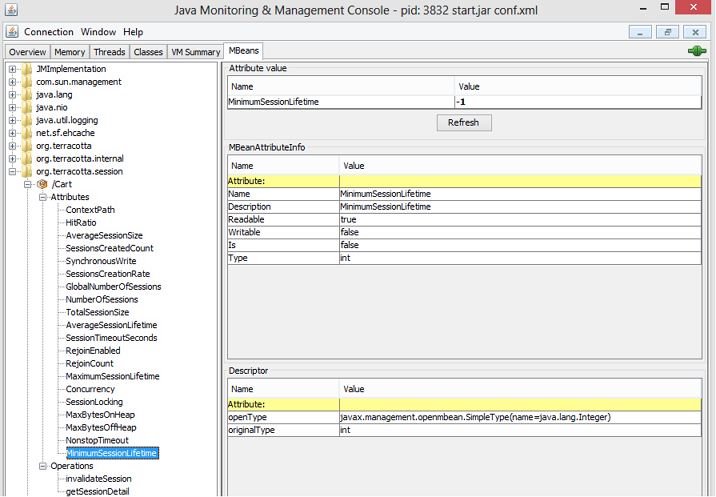 Java Monitoring & Management Console - pid: 3832 start.jar conf.xml
Connection Window Help
Overview Memory Threads Classes VM Summary MBeans
JMImplementation
com.sun.management
java.lang
java.nio
java.util.logging
net.sf.ehcache
org.terracotta
org.terracotta.internal
org.terracotta.session
/Cart
Attributes
ContextPath
HitRatio
AverageSessionSize
SessionsCreatedCount
SynchronousWrite
SessionsCreationRate
GlobalNumberOfSessions
NumberOfSessions
TotalSessionSize
AverageSessionLifetime
SessionTimeoutSeconds
RejoinEnabled
RejoinCount
MaximumSessionLifetime
Concurrency
SessionLocking
MaxBytesOnHeap
MaxBytesOffHeap
NonstopTimeout
MinimumSessionLifetime
Operations
invalidateSession
getSessionDetail
Attribute value
Name Value
MinimumSessionLifetime -1
Refresh
MBeanAttributeInfo
Name Value
Attribute:
Name MinimumSessionLifetime
Description MinimumSessionLifetime
Readable true
Writable false
Is false
Type int
Descriptor
Name Value
Attribute:
openType javax.management.openmbean.SimpleType(name=java.lang.Integer)
originalType int